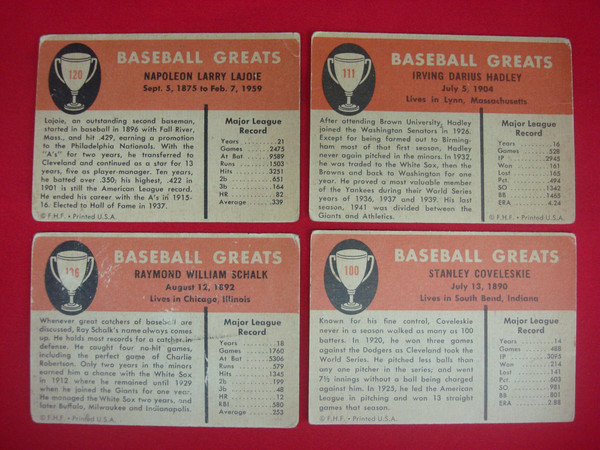 120
BASEBALL GREATS
NAPOLEON LARRY LAJOIE
Sept. 5, 1875 to Feb. 7, 1959
Lajoie, an outstanding second baseman,
started in baseball in 1896 with Fall River,
Mass., and hit .429, earning a promotion
to the Philadelphia Nationals. With the
"A's" for two years, he transferred to
Cleveland and continued as a star for 13
years, five as player-manager. Ten years,
he batted over .350; his highest, .422 in
1901 is still the American League record.
He ended his career with the A's in 1915-
16. Elected to Hall of Fame in 1937.
© F.H.F. • Printed U.S.A.
Major League
Record
Years 21
Games 2475
At Bat 9589
Runs 1503
Hits 3251
2b 651
3b 164
HR 82
Average .339
111
BASEBALL GREATS
IRVING DARIUS HADLEY
July 5, 1904
Lives in Lynn, Massachusetts
After attending Brown University, Hadley
joined the Washington Senators in 1926.
Except for being farmed out to Birming-
ham most of that first season, Hadley
never again pitched in the minors. In 1932,
he was traded to the White Sox, then the
Browns and back to Washington for one
year. He proved a most valuable member
of the Yankees during their World Series
years of 1936, 1937 and 1939. His last
season, 1941 was divided between the
Giants and Athletics.
© F.H.F. • Printed U.S.A.
Major League
Record
Years 16
Games 528
IP 2945
Won 161
Lost 165
Pct .494
SO 1342
BB 1442
ERA 4.24
BASEBALL GREATS
RAYMOND WILLIAM SCHALK
August 12, 1892
Lives in Chicago, Illinois
Whenever great catchers of baseball are
discussed, Ray Schalk's name always comes
up. He holds most records for a catcher in
defense. He caught four no-hit games,
including the perfect game of Charlie
Robertson. Only two years in the minors
earned him a chance with the White Sox
in 1912 where he remained until 1929
when he joined the Giants for one year.
He managed the White Sox two years, and
later Buffalo, Milwaukee and Indianapolis.
© F.H.F. • Printed U.S.A.
Major League
Record
Years 18
Games 1760
At Bat 5306
Runs 579
Hits 1345
2b 199
3b 48
HR 12
RBI 580
Average .253
100
BASEBALL GREATS
STANLEY COVELESKIE
July 13, 1890
Lives in South Bend, Indiana
Known for his fine control, Coveleskie
never in a season walked as many as 100
batters. In 1920, he won three games
against the Dodgers as Cleveland took the
World Series. He pitched less balls than
any one pitcher in the series; and went
7½ innings without a ball being charged
against him. In 1925, he led the American
League in pitching and won 13 straight
games that season.
© F.H.F. • Printed U.S.A.
Major League
Record
Years 14
Games 488
IP 3095
Won 214
Lost 141
Pct .603
SO 981
BB 801
ERA 2.88